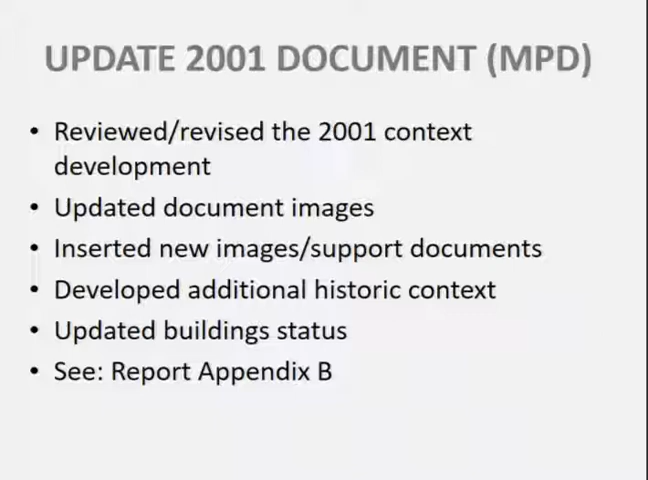 UPDATE 2001 DOCUMENT (MPD)
• Reviewed/revised the 2001 context
development
• Updated document images
• Inserted new images/support documents
• Developed additional historic context
• Updated buildings status
• See: Report Appendix B